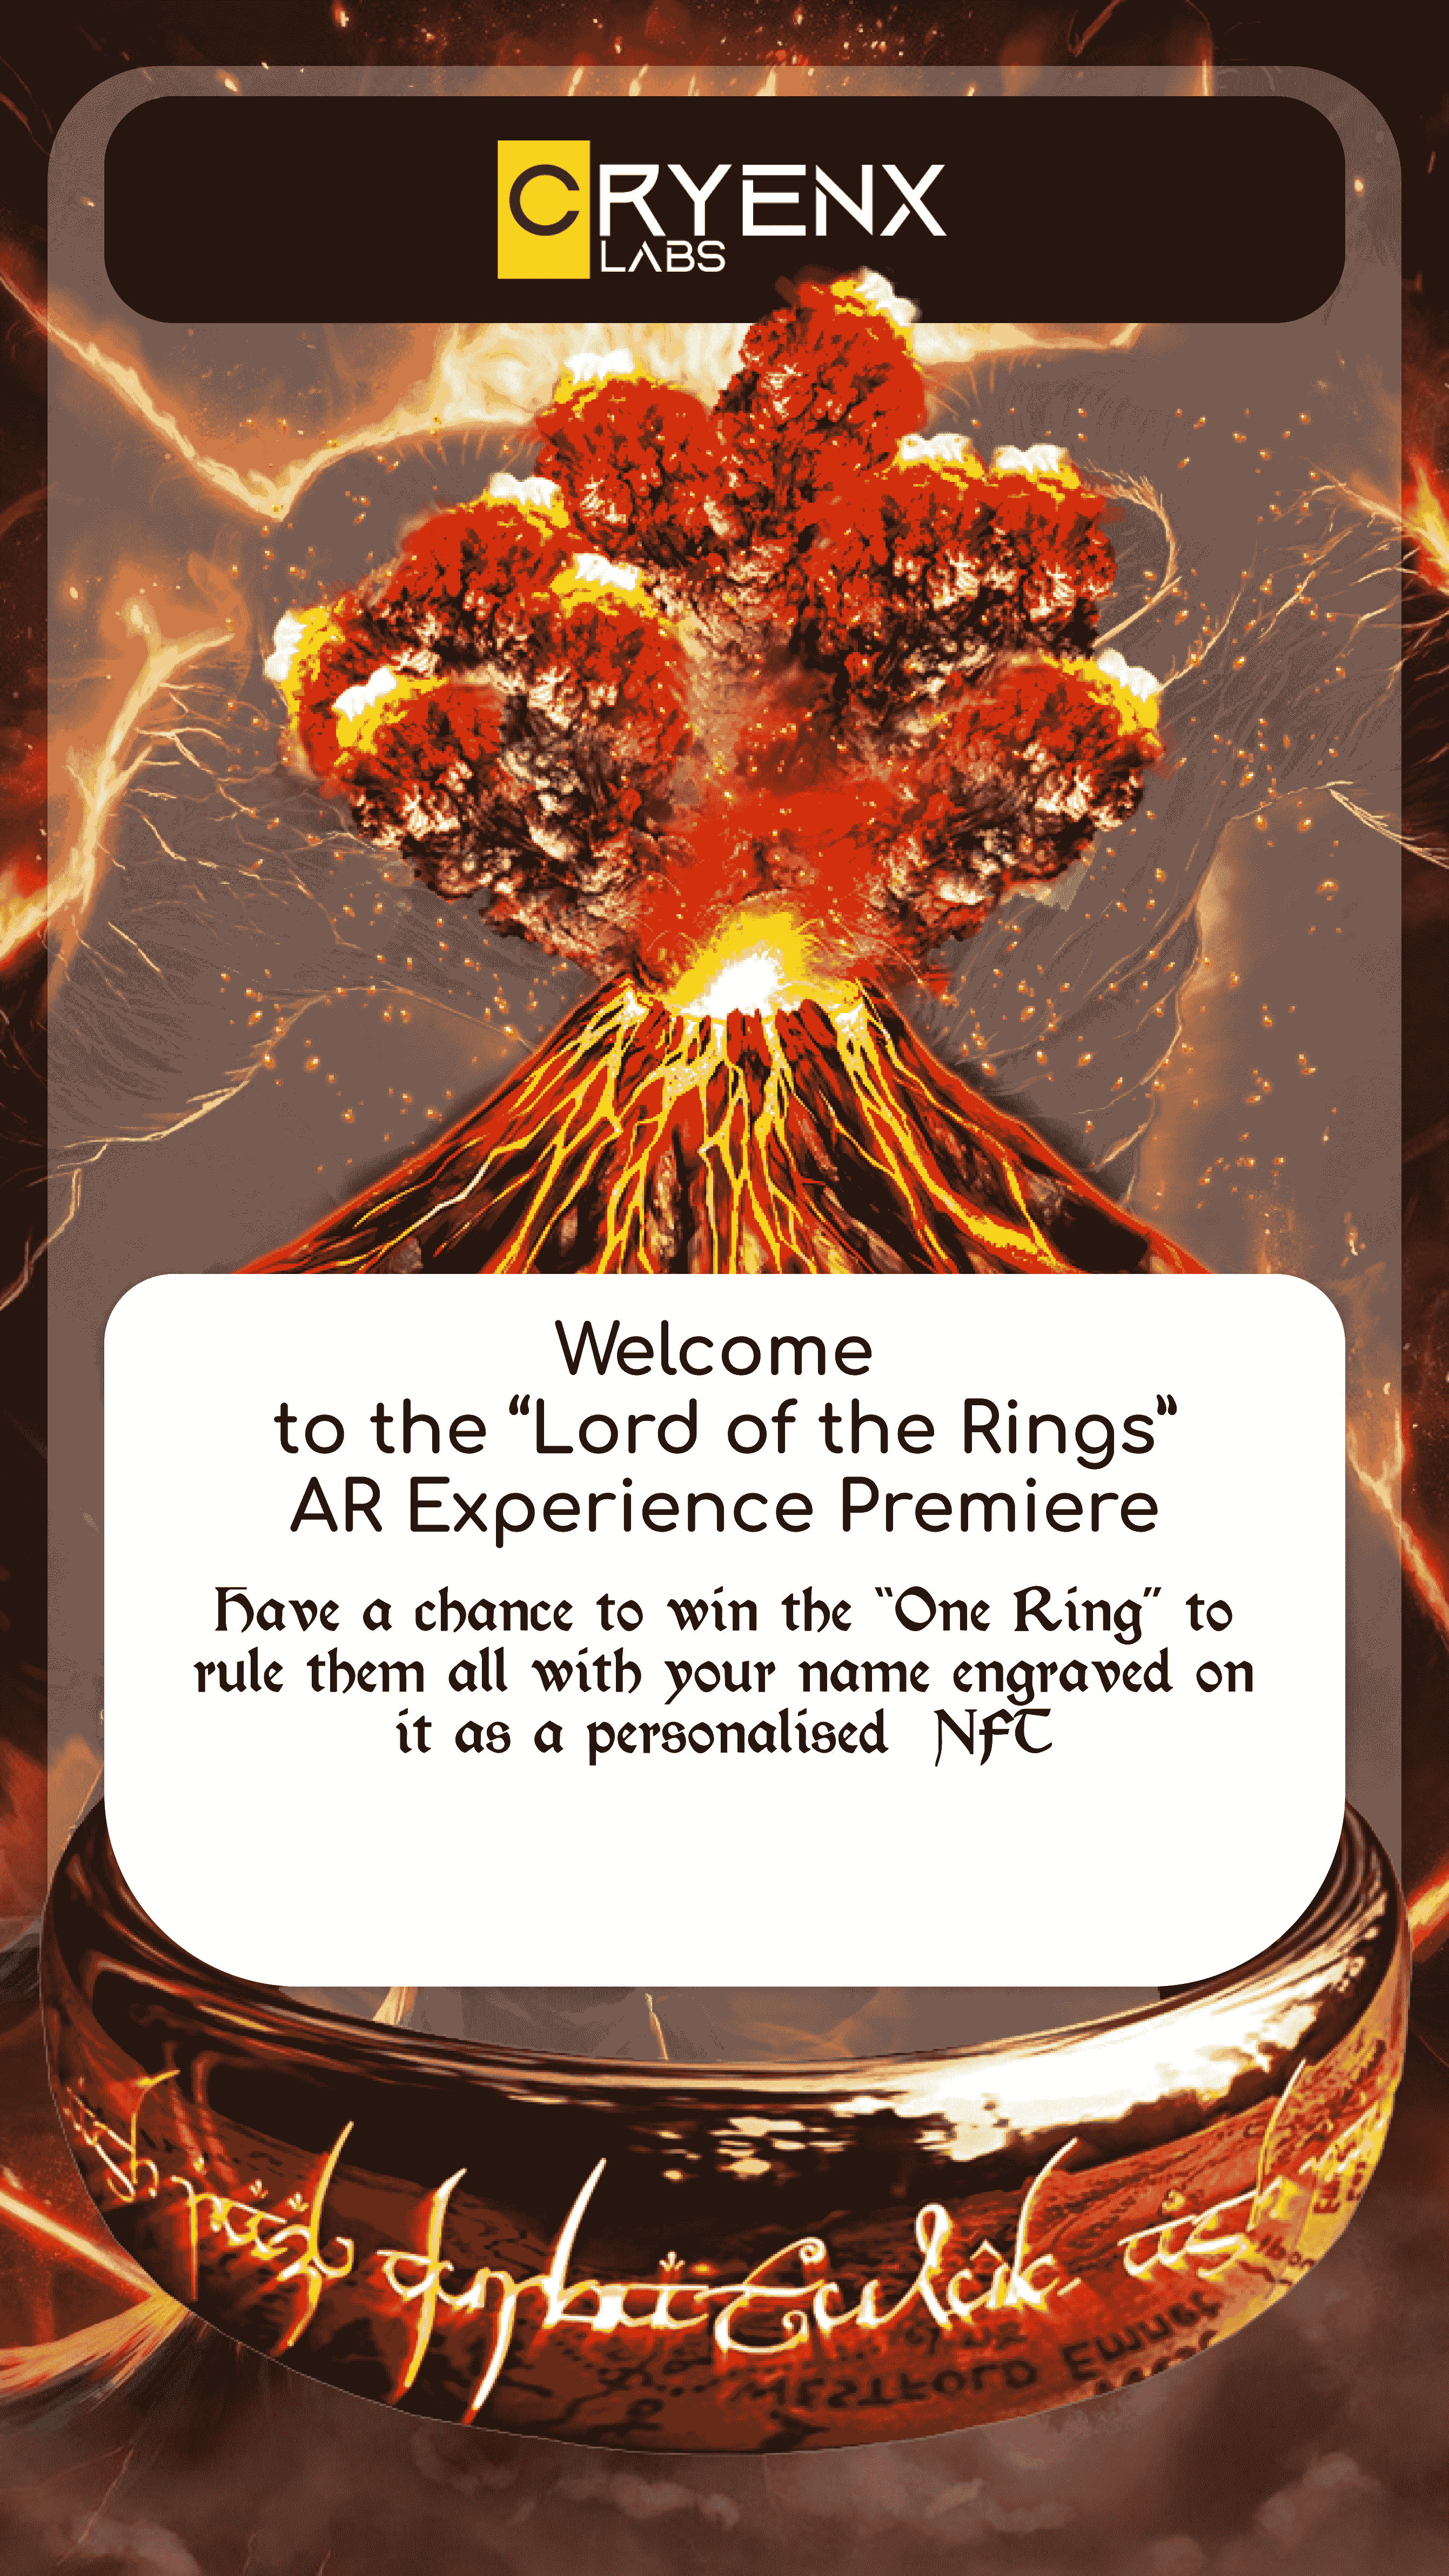 CRYENX
LABS
Welcome
to the “Lord of the Rings”
AR Experience Premiere
Have a chance to win the "One Ring" to
rule them all with your name engraved on
it as a personalised NFT